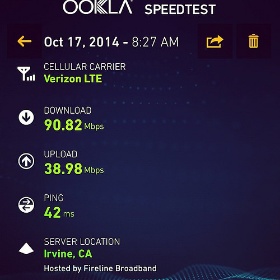 OOKLA SPEEDTEST
Oct 17, 2014 - 8:27 AM
CELLULAR CARRIER
Verizon LTE
DOWNLOAD
90.82 Mbps
UPLOAD
38.98 Mbps
PING
42 ms
SERVER LOCATION
Irvine, CA
Hosted by Fireline Broadband